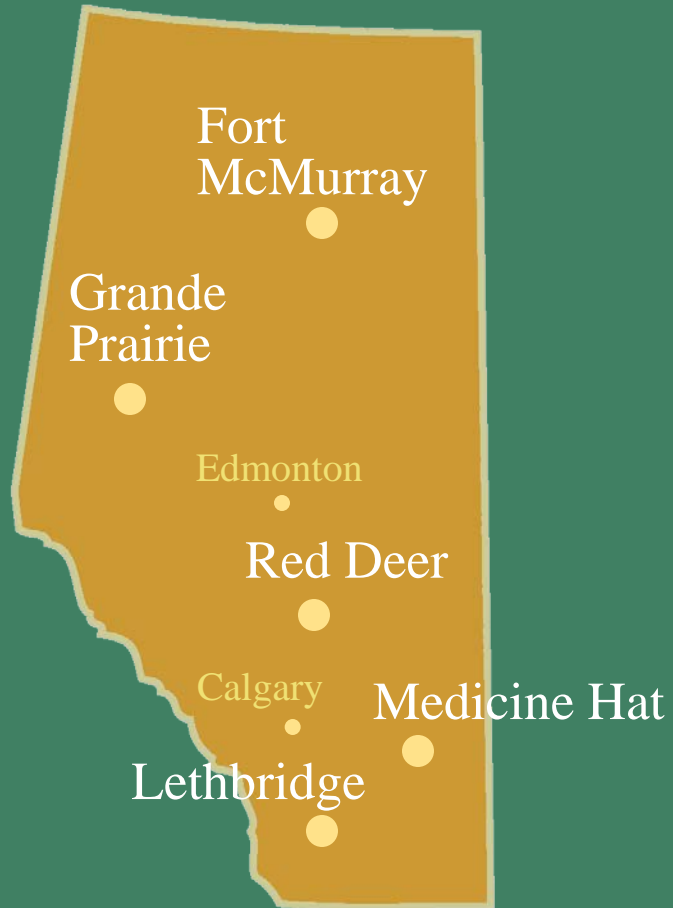 Fort
McMurray
Grande
Prairie
Edmonton
Red Deer
Calgary
Medicine Hat
Lethbridge